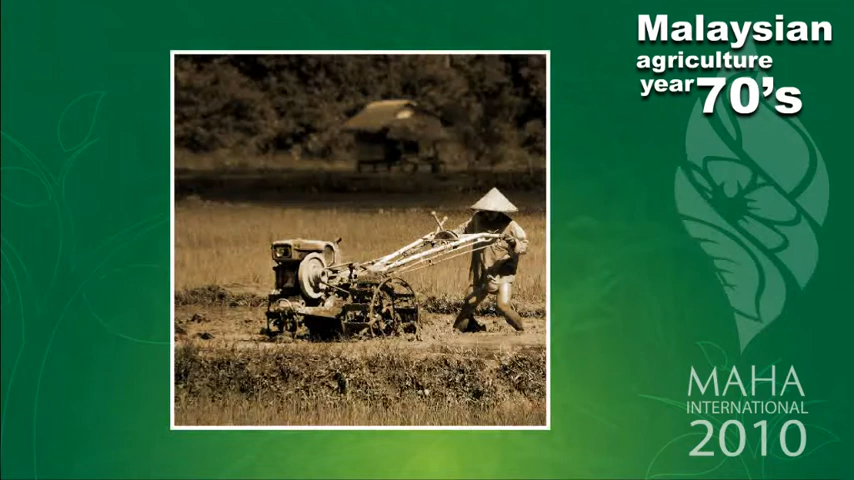 Malaysian
agriculture
year 70's
MAHA
INTERNATIONAL
2010